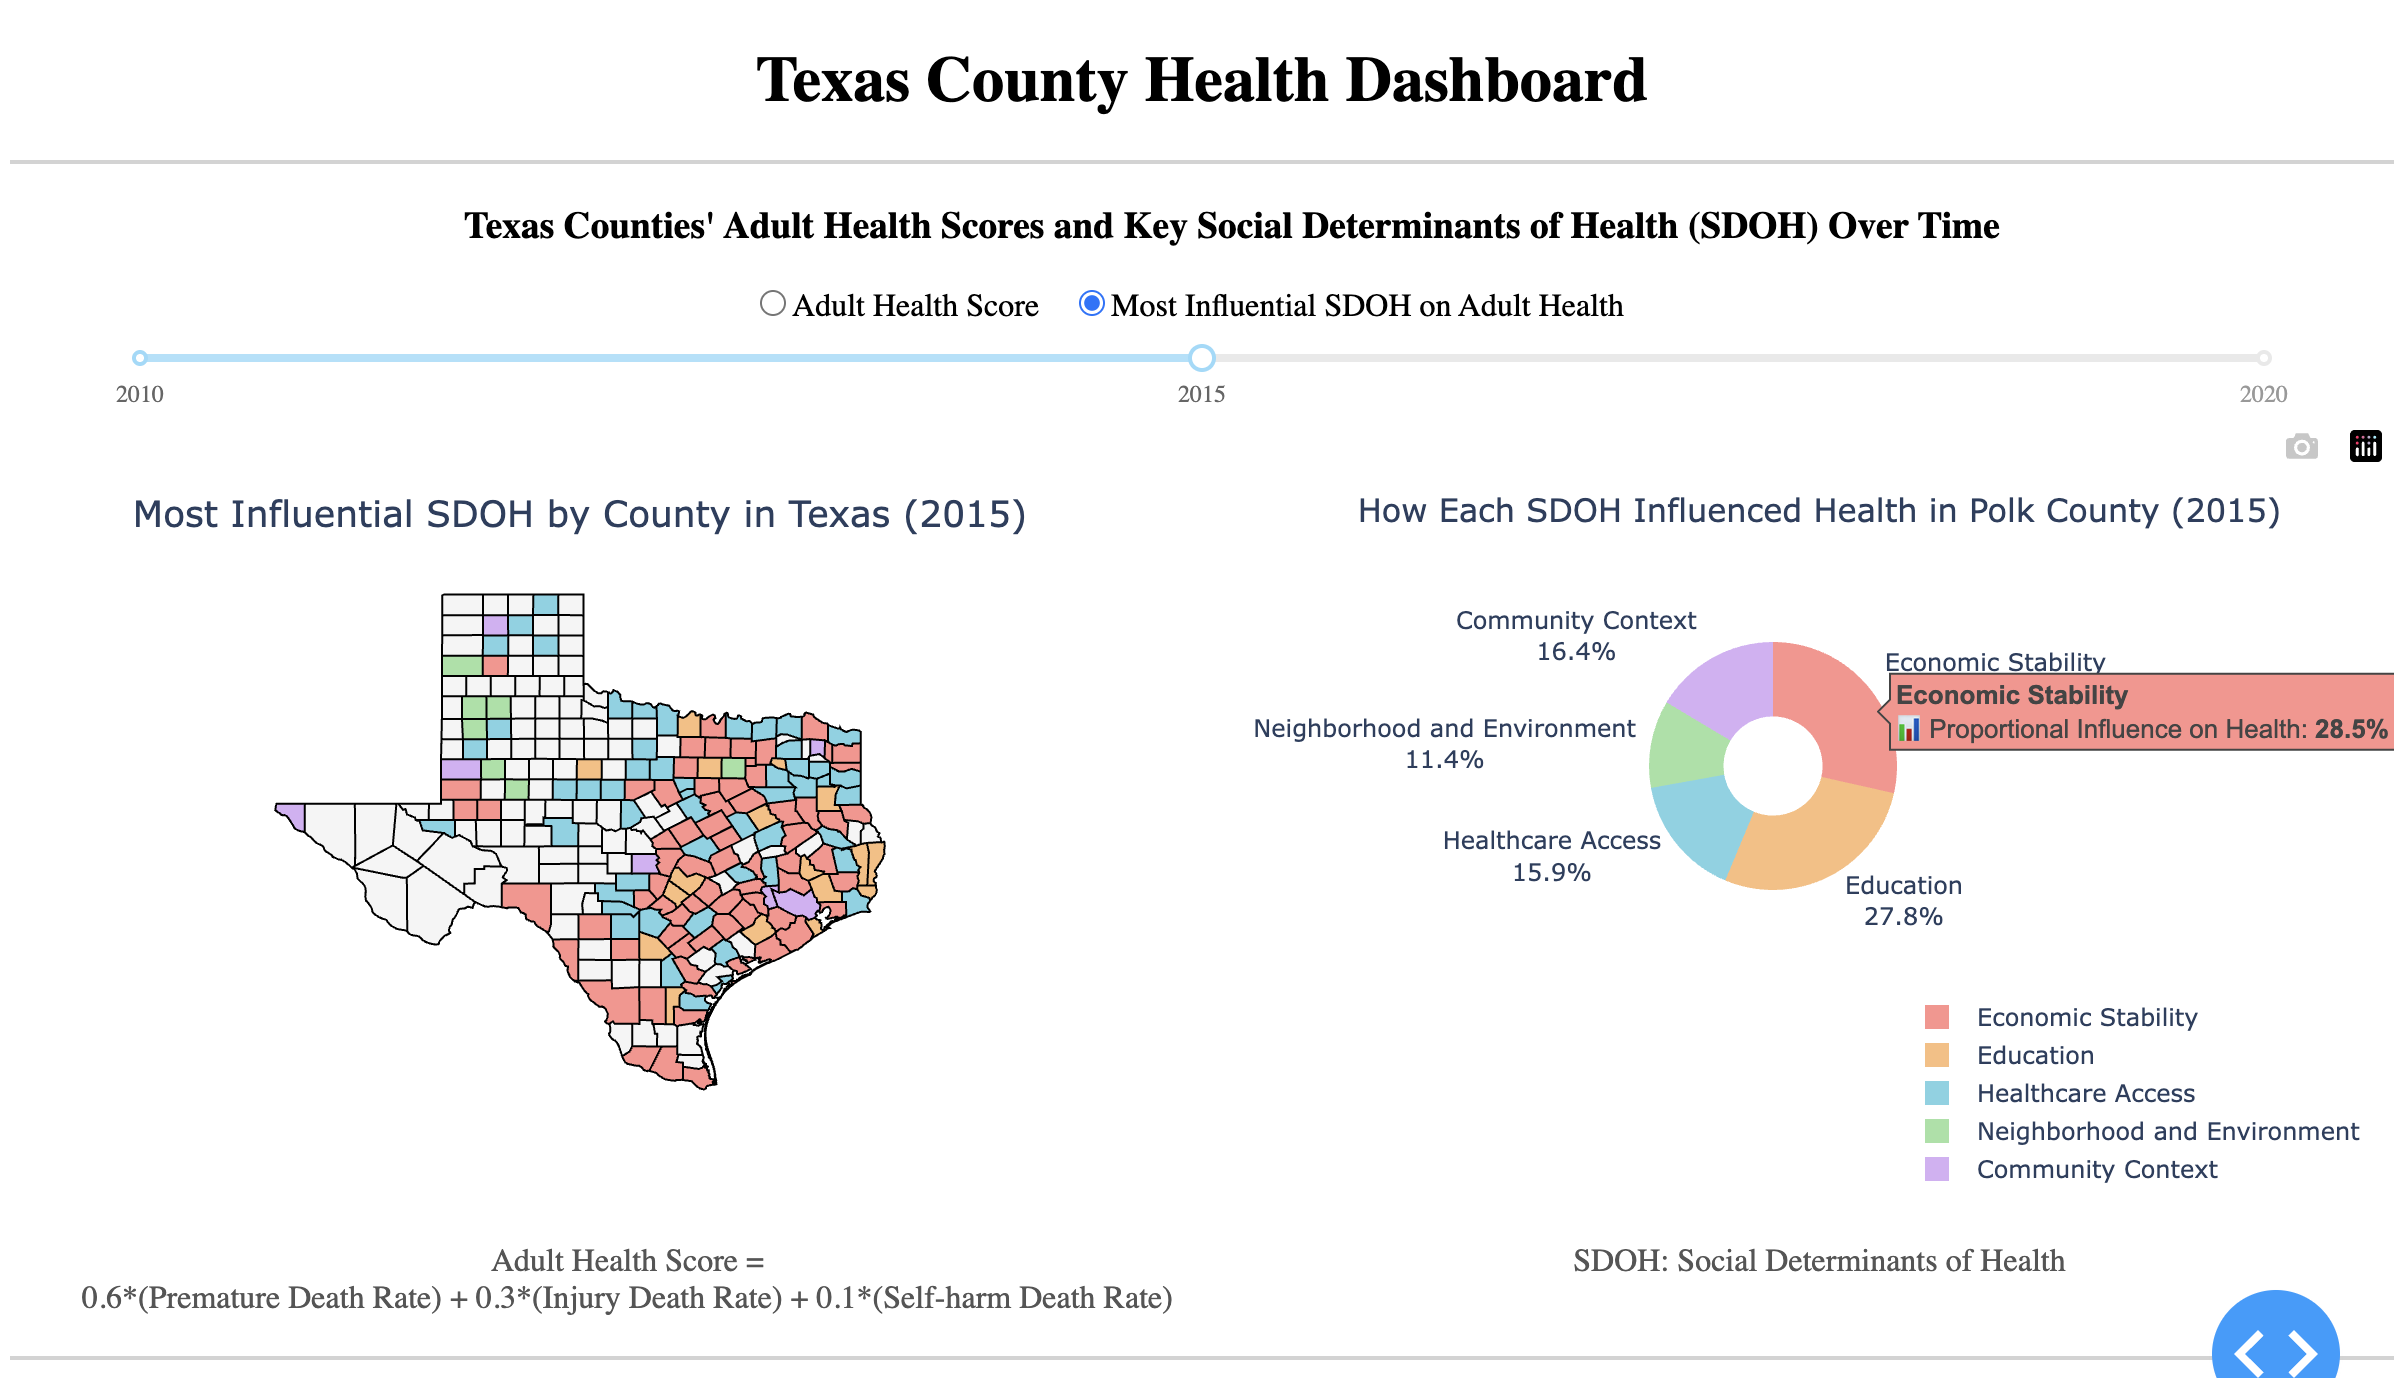 Texas County Health Dashboard
Texas Counties' Adult Health Scores and Key Social Determinants of Health (SDOH) Over Time
Adult Health Score
Most Influential SDOH on Adult Health
2010
2015
2020
Most Influential SDOH by County in Texas (2015)
How Each SDOH Influenced Health in Polk County (2015)
Community Context
16.4%
Economic Stability
Economic Stability
Proportional Influence on Health: 28.5%
Neighborhood and Environment
11.4%
Healthcare Access
15.9%
Education
27.8%
Economic Stability
Education
Healthcare Access
Neighborhood and Environment
Community Context
Adult Health Score =
0.6*(Premature Death Rate) + 0.3*(Injury Death Rate) + 0.1*(Self-harm Death Rate)
SDOH: Social Determinants of Health